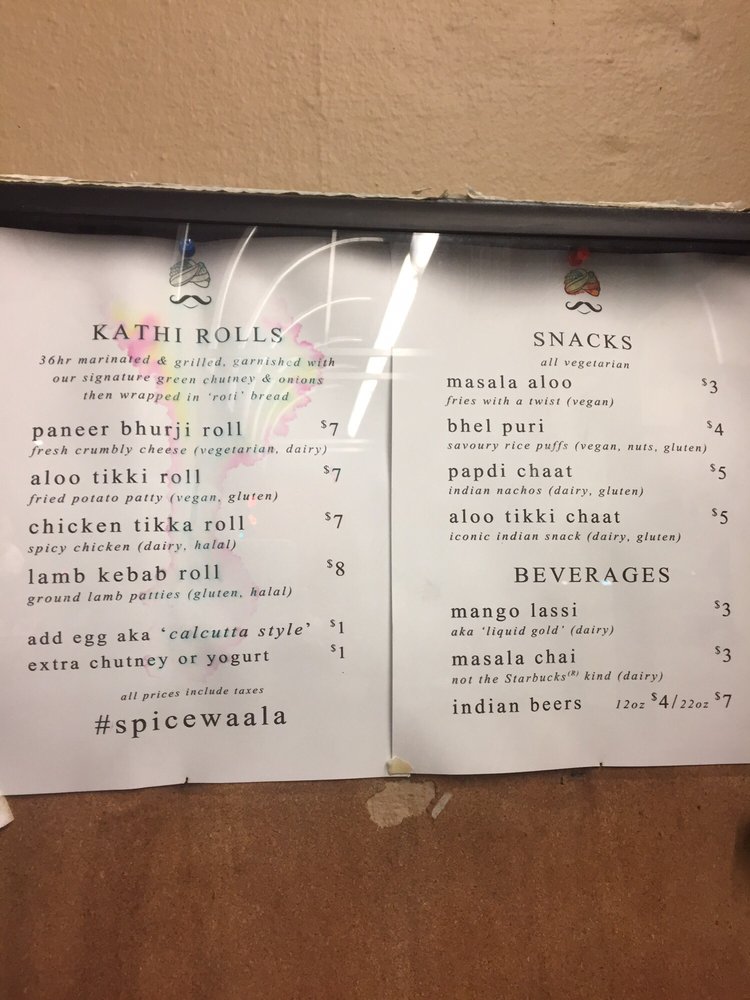 KATHI ROLLS
36hr marinated & grilled, garnished with
our signature green chutney & onions
then wrapped in 'roti' bread
paneer bhurji roll $7
fresh crumbly cheese (vegetarian, dairy)
aloo tikki roll $7
fried potato patty (vegan, gluten)
chicken tikka roll $7
spicy chicken (dairy, halal)
lamb kebab roll $8
ground lamb patties (gluten, halal)
add egg aka 'calcutta style' $1
extra chutney or yogurt $1
all prices include taxes
#spicewaala
SNACKS
all vegetarian
masala aloo $3
fries with a twist (vegan)
bhel puri $4
savoury rice puffs (vegan, nuts, gluten)
papdi chaat $5
indian nachos (dairy, gluten)
aloo tikki chaat $5
iconic indian snack (dairy, gluten)
BEVERAGES
mango lassi $3
aka 'liquid gold' (dairy)
masala chai $3
not the Starbucks(R) kind (dairy)
indian beers 12oz $4/22oz $7